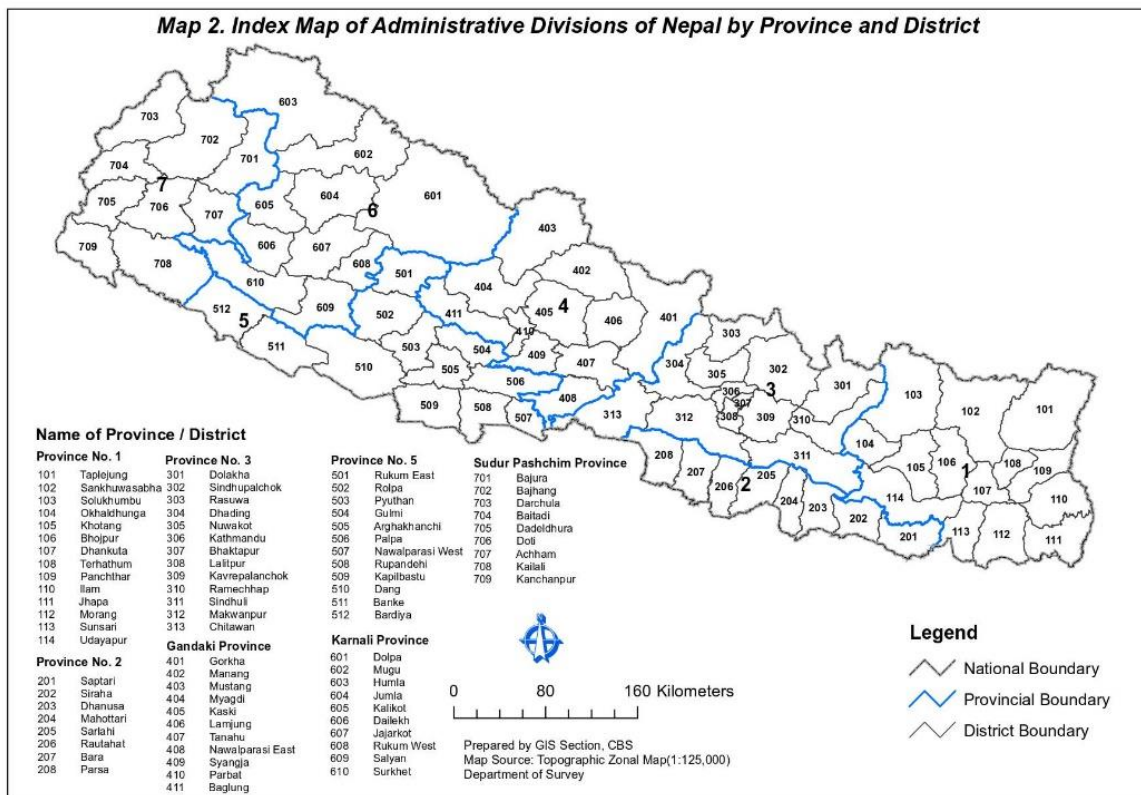 Map 2. Index Map of Administrative Divisions of Nepal by Province and District
603
703
702
701
602
704
7
604
601
705
706
707
605
6
403
709
708
606
607
608
501
402
610
404
512
5
609
502
411
405
4
406
401
511
503
504
410
409
407
303
304
302
510
505
305
301
506
408
306
3
307
103
102
101
509
508
507
313
312
308
309
310
104
311
105
106
1
108
109
208
207
206
2
205
204
203
202
201
114
107
110
113
112
111
Name of Province / District
Province No. 1
101 Taplejung
102 Sankhuwasabha
103 Solukhumbu
104 Okhaldhunga
105 Khotang
106 Bhojpur
107 Dhankuta
108 Terhathum
109 Panchthar
110 Ilam
111 Jhapa
112 Morang
113 Sunsari
114 Udayapur
Province No. 2
201 Saptari
202 Siraha
203 Dhanusa
204 Mahottari
205 Sarlahi
206 Rautahat
207 Bara
208 Parsa
Province No. 3
301 Dolakha
302 Sindhupalchok
303 Rasuwa
304 Dhading
305 Nuwakot
306 Kathmandu
307 Bhaktapur
308 Lalitpur
309 Kavrepalanchok
310 Ramechhap
311 Sindhuli
312 Makwanpur
313 Chitawan
Gandaki Province
401 Gorkha
402 Manang
403 Mustang
404 Myagdi
405 Kaski
406 Lamjung
407 Tanahu
408 Nawalparasi East
409 Syangja
410 Parbat
411 Baglung
Province No. 5
501 Rukum East
502 Rolpa
503 Pyuthan
504 Gulmi
505 Arghakhanchi
506 Palpa
507 Nawalparasi West
508 Rupandehi
509 Kapilbastu
510 Dang
511 Banke
512 Bardiya
Karnali Province
601 Dolpa
602 Mugu
603 Humla
604 Jumla
605 Kalikot
606 Dailekh
607 Jajarkot
608 Rukum West
609 Salyan
610 Surkhet
Sudur Pashchim Province
701 Bajura
702 Bajhang
703 Darchula
704 Baitadi
705 Dadeldhura
706 Doti
707 Achham
708 Kailali
709 Kanchanpur
0 80 160 Kilometers
Prepared by GIS Section, CBS
Map Source: Topographic Zonal Map(1:125,000)
Department of Survey
Legend
National Boundary
Provincial Boundary
District Boundary